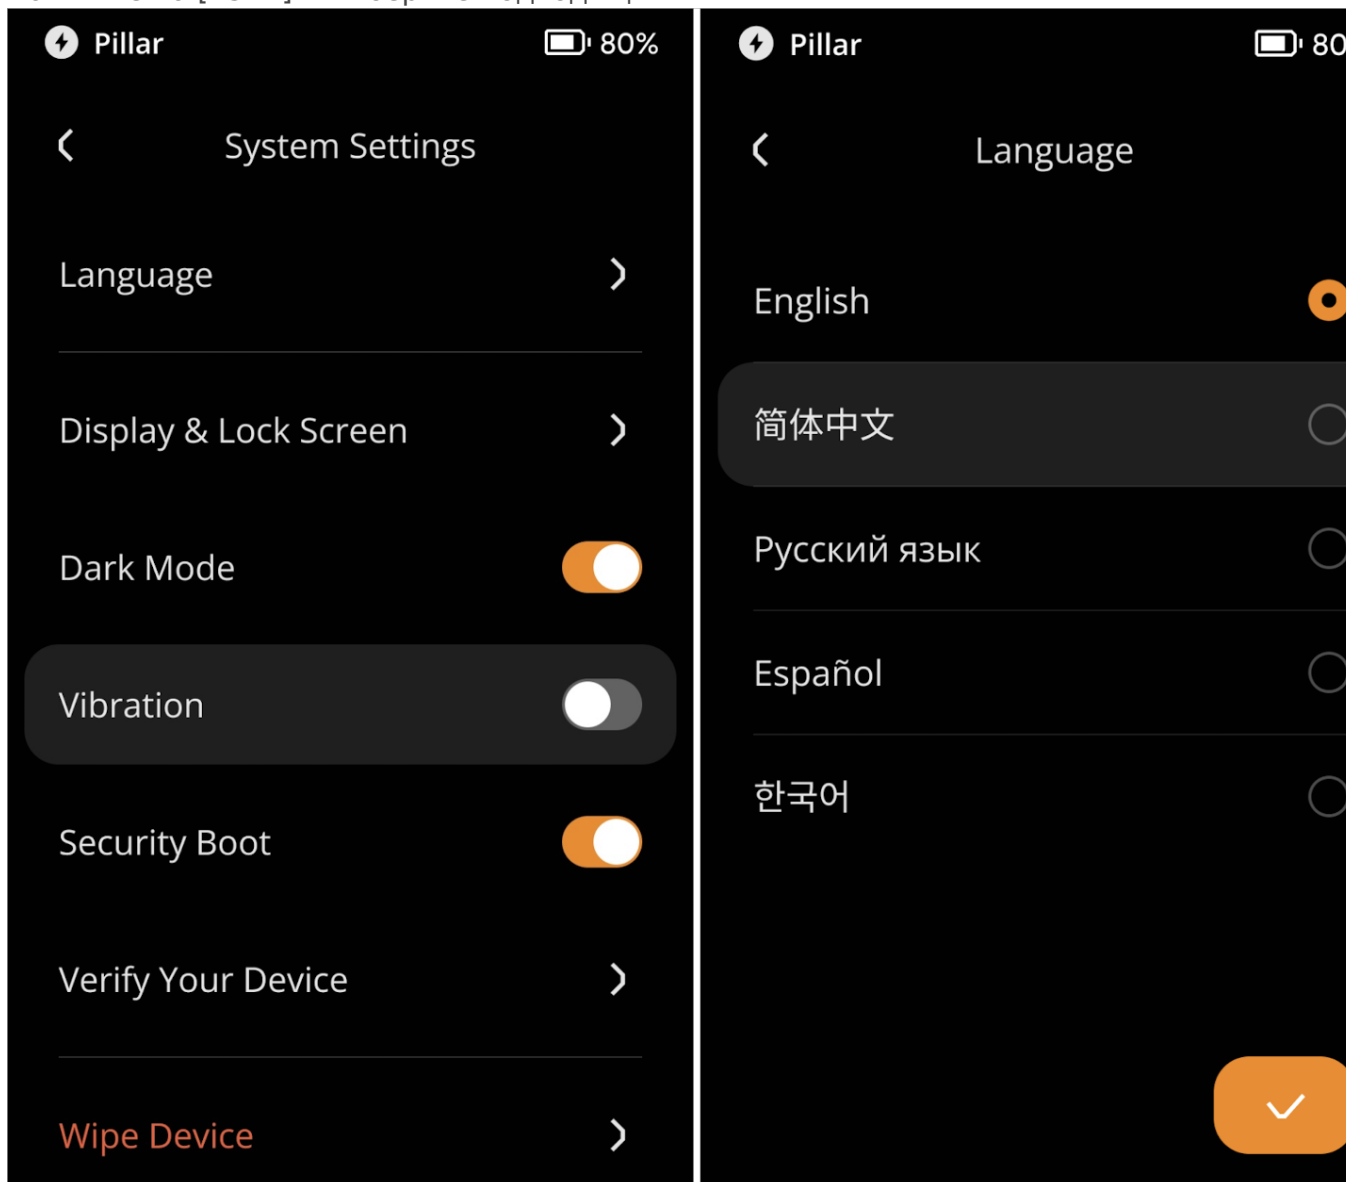 Pillar
80%
System Settings
Language
Display & Lock Screen
Dark Mode
Vibration
Security Boot
Verify Your Device
Wipe Device
Pillar
80
Language
English
简体中文
Русский язык
Español
한국어